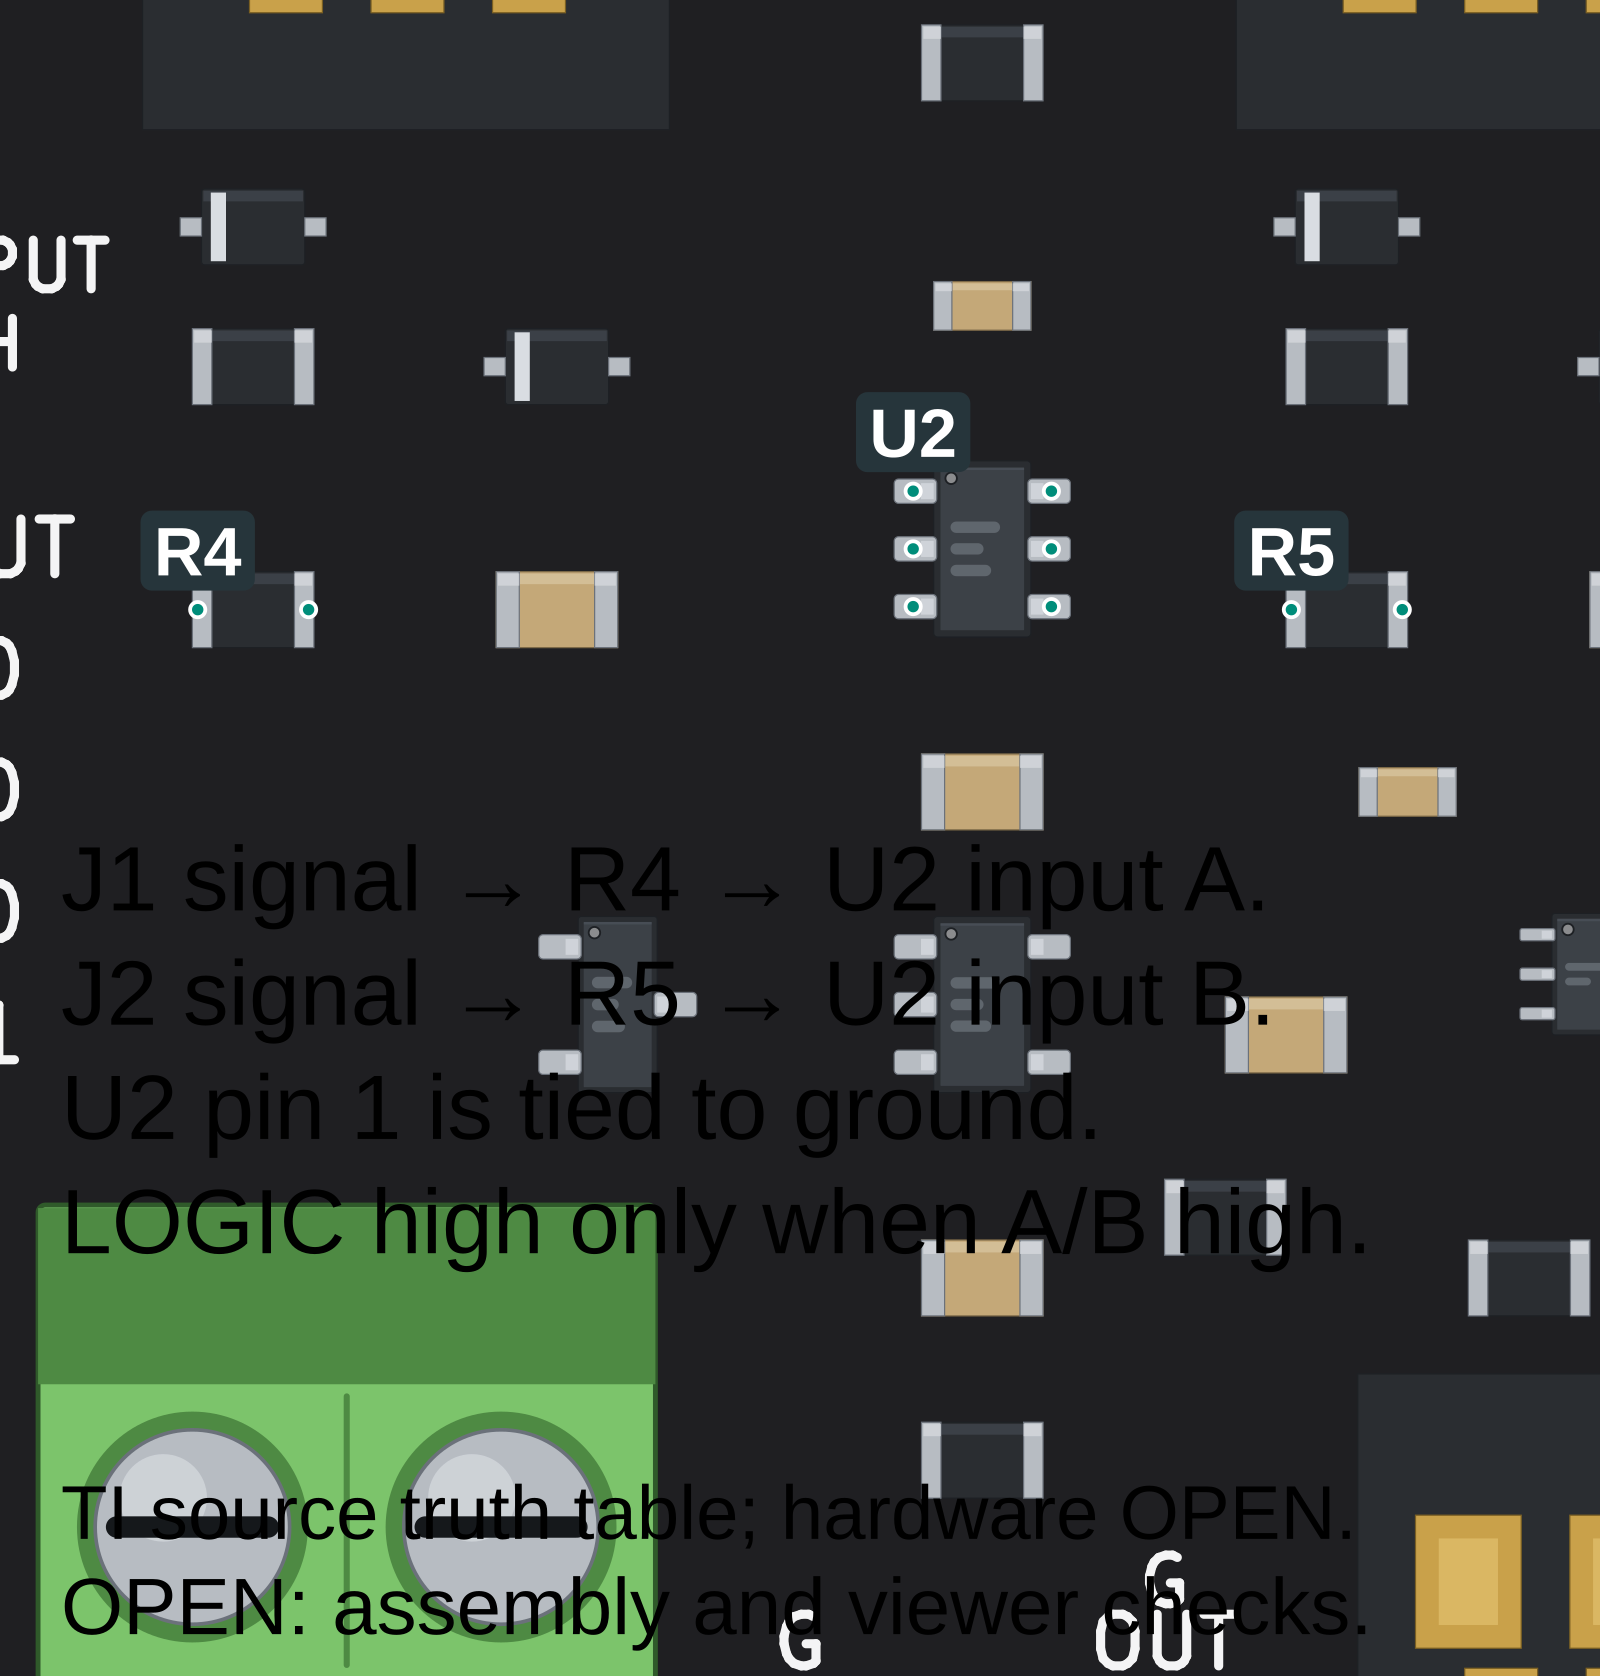 PUT
H
U2
UT
R4
R5
J1 signal → R4 → U2 input A.
J2 signal → R5 → U2 input B.
U2 pin 1 is tied to ground.
LOGIC high only when A/B high.
TI source truth table; hardware OPEN.
G
OPEN: assembly and viewer checks.
G
OUT